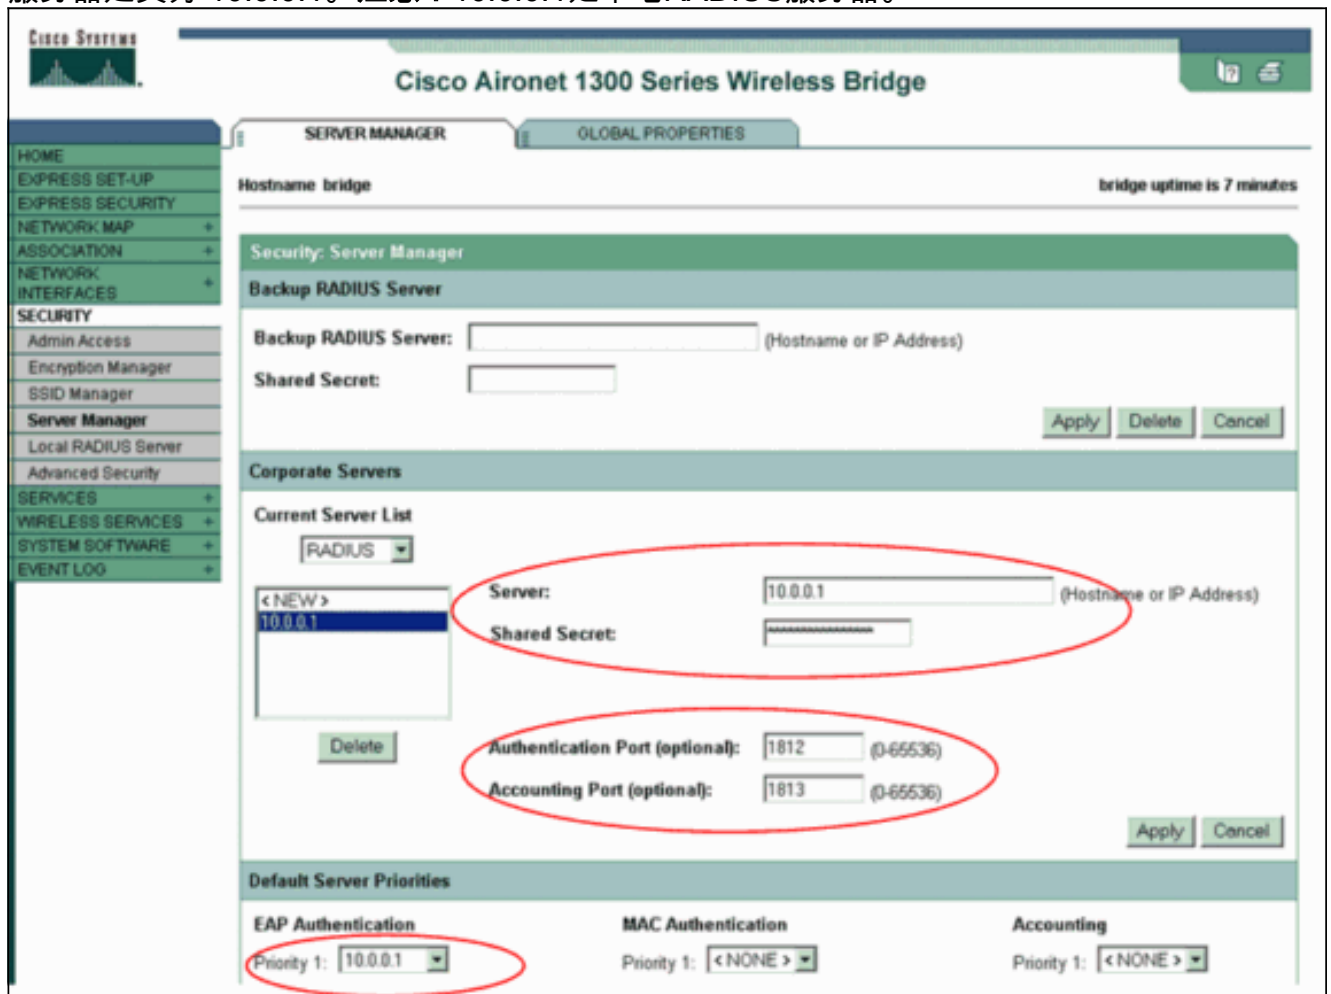 Cisco Systems
Cisco Aironet 1300 Series Wireless Bridge
SERVER MANAGER
GLOBAL PROPERTIES
HOME
EXPRESS SET-UP
EXPRESS SECURITY
NETWORK MAP +
ASSOCIATION +
NETWORK INTERFACES +
SECURITY
Admin Access
Encryption Manager
SSID Manager
Server Manager
Local RADIUS Server
Advanced Security
SERVICES +
WIRELESS SERVICES +
SYSTEM SOFTWARE +
EVENT LOG +
Hostname bridge
bridge uptime is 7 minutes
Security: Server Manager
Backup RADIUS Server
Backup RADIUS Server: (Hostname or IP Address)
Shared Secret:
Apply Delete Cancel
Corporate Servers
Current Server List
RADIUS
< NEW >
10.0.0.1
Delete
Server: 10.0.0.1 (Hostname or IP Address)
Shared Secret:
Authentication Port (optional): 1812 (0-65536)
Accounting Port (optional): 1813 (0-65536)
Apply Cancel
Default Server Priorities
EAP Authentication
Priority 1: 10.0.0.1
MAC Authentication
Priority 1: < NONE >
Accounting
Priority 1: < NONE >